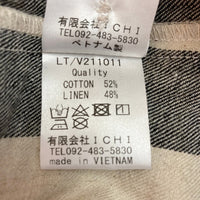 有限会社ICHI
TEL092-483-5830
ベトナム製
LT/V211011
Quality
COTTON 52%
LINEN 48%
有限会社ICHI
TEL092-483-5830
made in VIETNAM